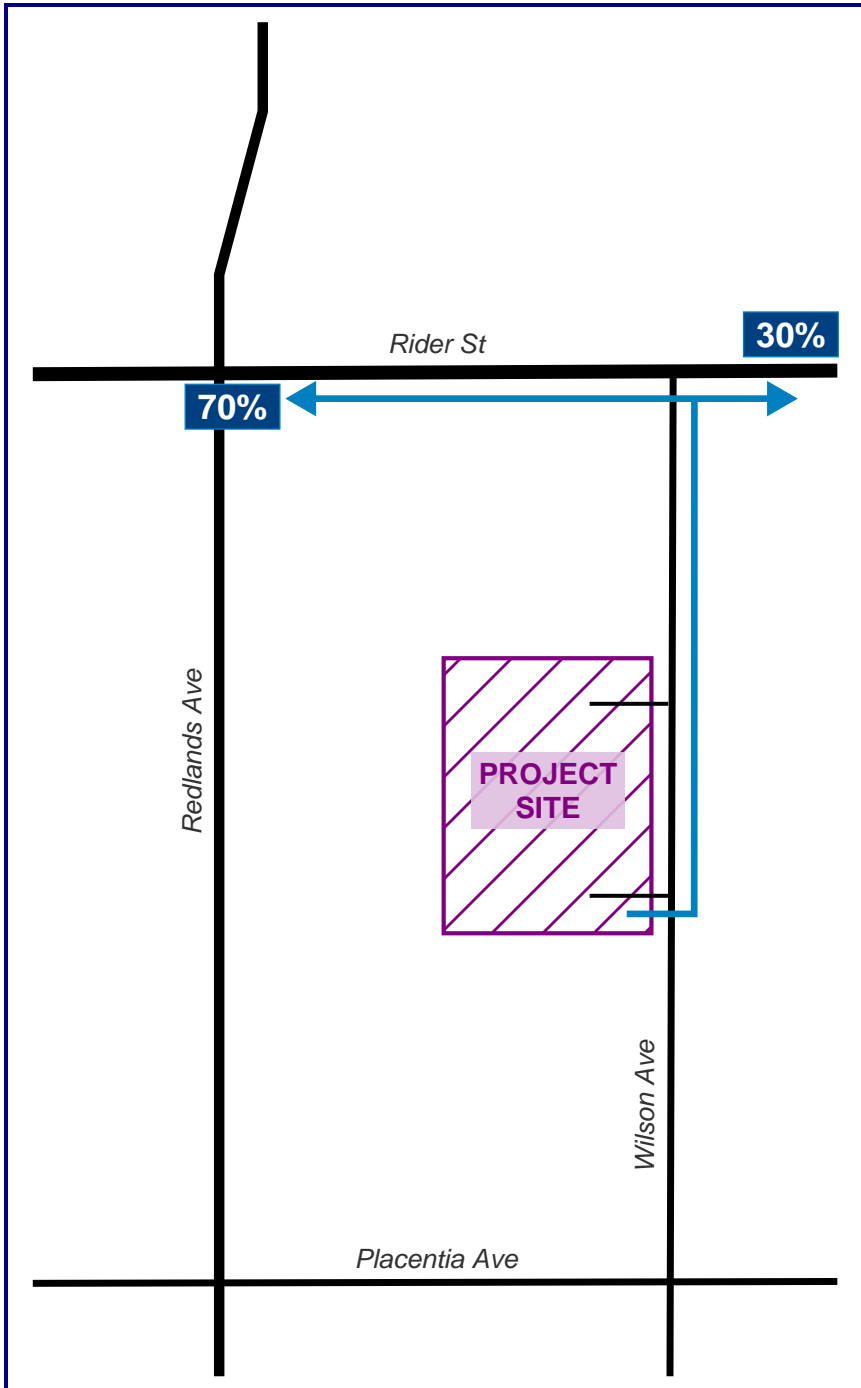 30%
Rider St
70%
Redlands Ave
PROJECT
SITE
Wilson Ave
Placentia Ave